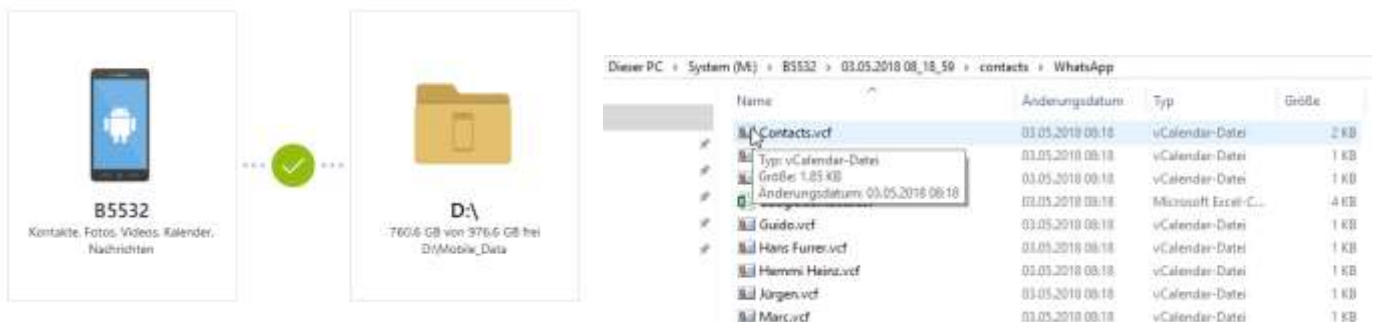 B5532
Kontakte, Fotos, Videos, Kalender,
Nachrichten
D:\
760.6 GB von 976.6 GB frei
D:\Mobile_Data
Dieser PC › System (M:) › B5532 › 03.05.2018 08_18_59 › contacts › WhatsApp
Name Änderungsdatum Typ Größe
Contacts.vcf 03.05.2018 08:18 vCalendar-Datei 2 KB
Typ: vCalendar-Datei 03.05.2018 08:18 vCalendar-Datei 1 KB
Größe: 1.85 KB 03.05.2018 08:18 vCalendar-Datei 1 KB
Änderungsdatum: 03.05.2018 08:18
03.05.2018 08:18 Microsoft Excel-C... 4 KB
Guido.vcf 03.05.2018 08:18 vCalendar-Datei 1 KB
Hans Furrer.vcf 03.05.2018 08:18 vCalendar-Datei 1 KB
Hemmi Heinz.vcf 03.05.2018 08:18 vCalendar-Datei 1 KB
Jürgen.vcf 03.05.2018 08:18 vCalendar-Datei 1 KB
Marc.vcf 03.05.2018 08:18 vCalendar-Datei 1 KB